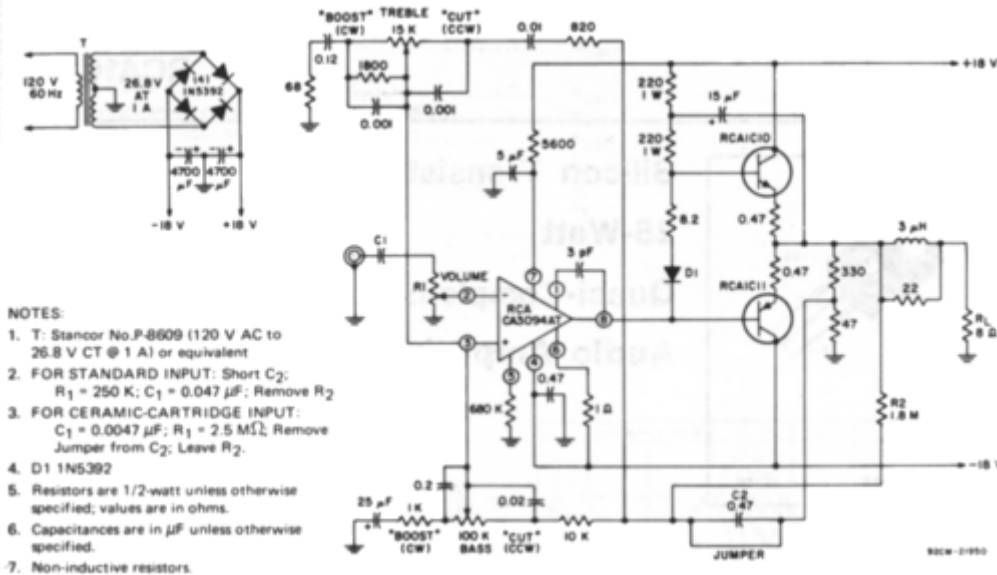 "BOOST" TREBLE "CUT"
(CW) 15 K (CCW) 0.01 820
0.12
1800
68
0.001
0.001
T
120 V
60 Hz
26.8 V
AT
1 A
(4)
1N5392
4700 μF
4700 μF
-18 V +18 V
+18 V
220
1 W
15 μF
220
1 W
RCA1C10
5600
5 μF
8.2
0.47
3 μH
C1
3 pF
D1
0.47
330
22
R1
VOLUME
RCA
CA3094AT
RCA1C11
47
RL
8 Ω
2
7
1
8
3
5
4
6
680 K
0.47
1 Ω
R2
1.8 M
-18 V
0.2
0.02
25 μF
1 K
"BOOST"
(CW)
100 K
BASS
"CUT"
(CCW)
10 K
C2
0.47
JUMPER
92CM-21950
NOTES:
1. T: Stancor No.P-8609 (120 V AC to
26.8 V CT @ 1 A) or equivalent
2. FOR STANDARD INPUT: Short C2;
R1 = 250 K; C1 = 0.047 μF; Remove R2
3. FOR CERAMIC-CARTRIDGE INPUT:
C1 = 0.0047 μF; R1 = 2.5 MΩ; Remove
Jumper from C2; Leave R2.
4. D1 1N5392
5. Resistors are 1/2-watt unless otherwise
specified; values are in ohms.
6. Capacitances are in μF unless otherwise
specified.
7. Non-inductive resistors.